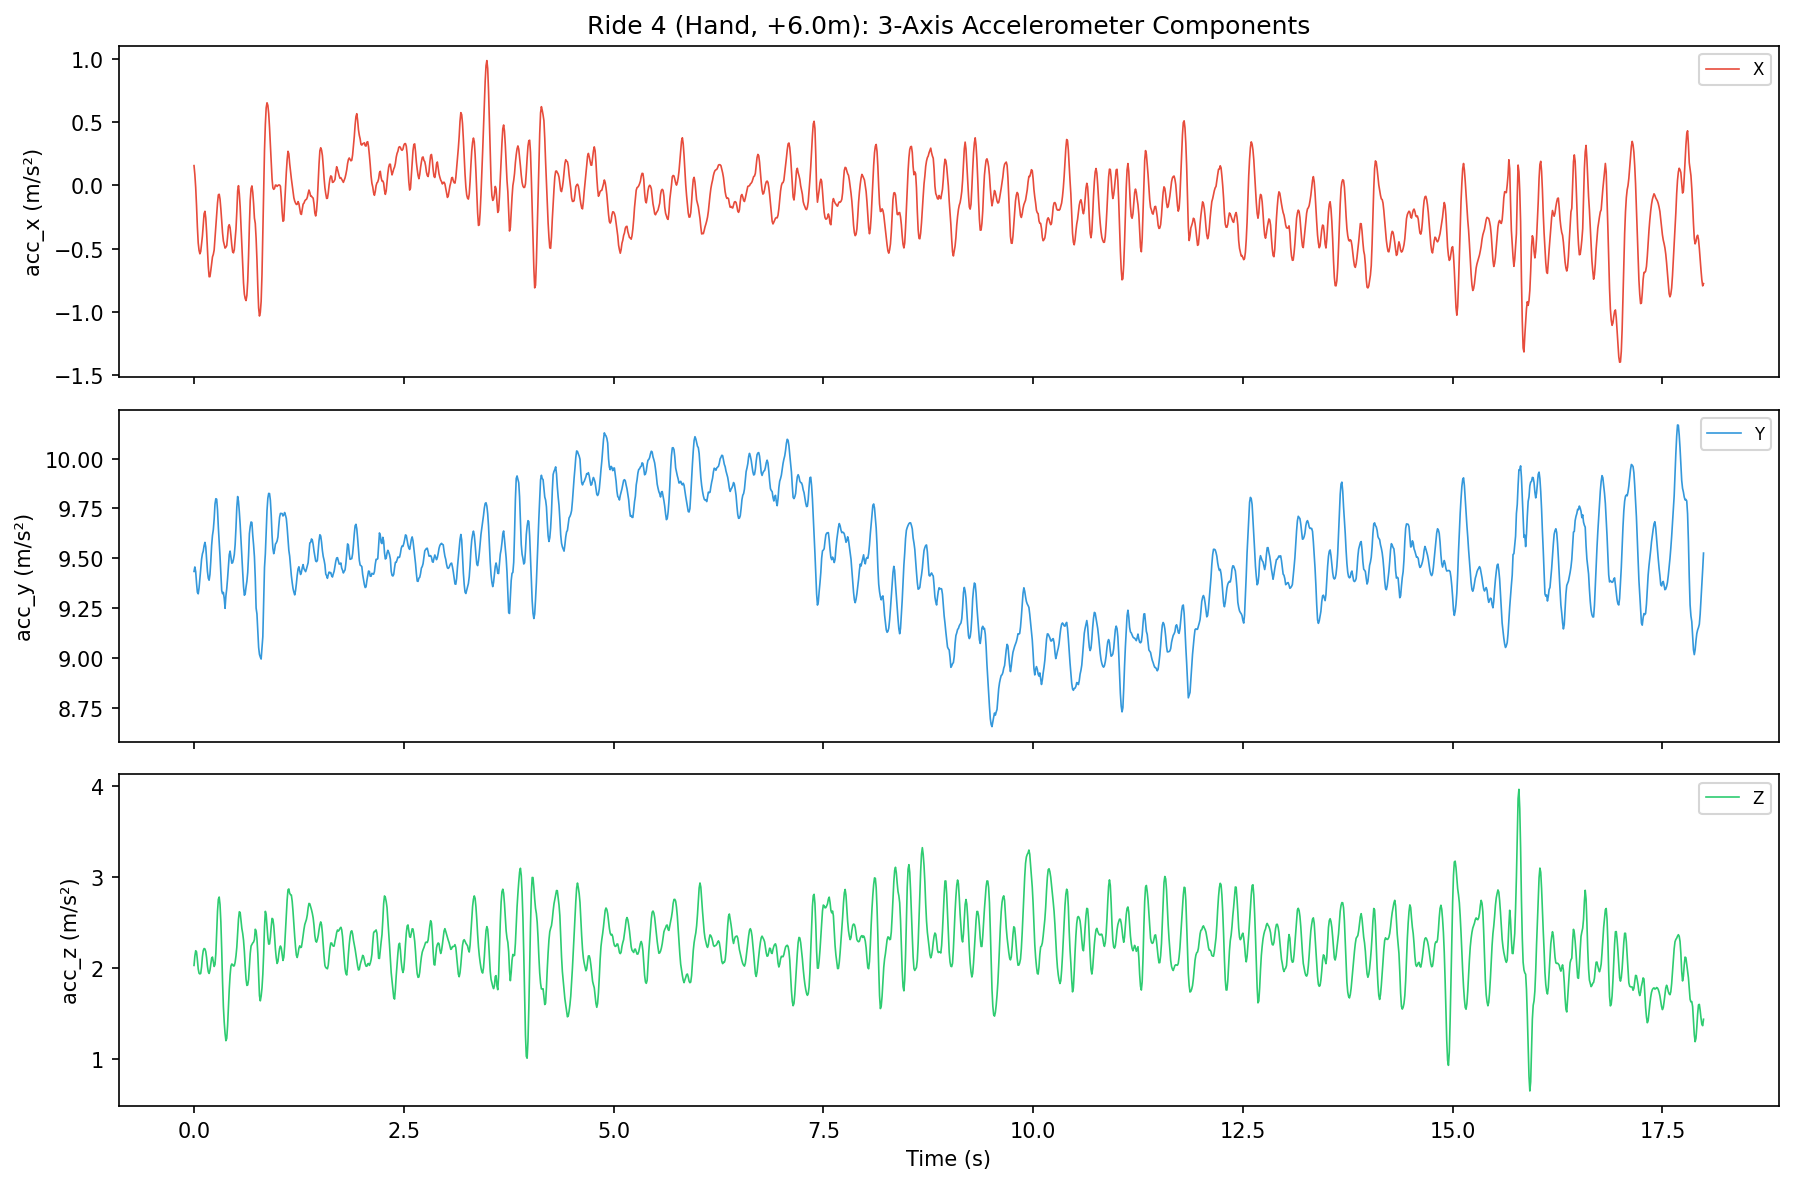 Ride 4 (Hand, +6.0m): 3-Axis Accelerometer Components
acc_x (m/s²)
1.0
0.5
0.0
−0.5
−1.0
−1.5
X
acc_y (m/s²)
10.00
9.75
9.50
9.25
9.00
8.75
Y
acc_z (m/s²)
4
3
2
1
Z
0.0 2.5 5.0 7.5 10.0 12.5 15.0 17.5
Time (s)